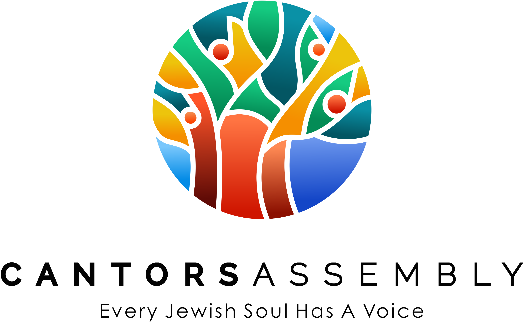 CANTORSASSEMBLY
Every Jewish Soul Has A Voice